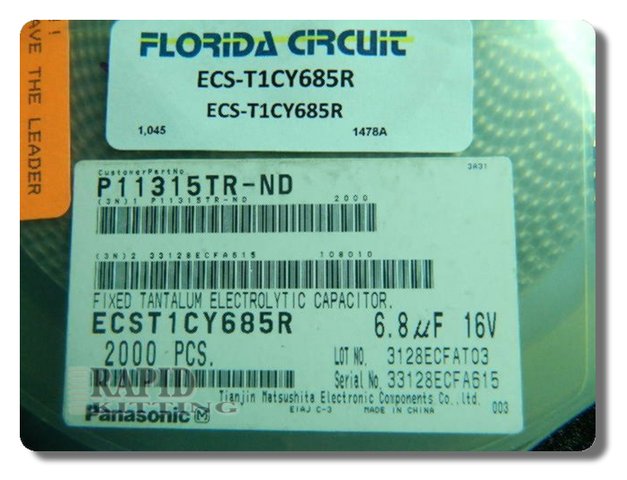 !
AVE THE LEADER
FLORIDA CIRCUIT
ECS-T1CY685R
ECS-T1CY685R
1,045 1478A
CustomerPartNo 3A31
P11315TR-ND
(3N)1 P11315TR-ND 2000
(3N)2 33128ECFA615 108010
FIXED TANTALUM ELECTROLYTIC CAPACITOR.
ECST1CY685R 6.8μF 16V
2000 PCS. LOT NO. 3128ECFAT03
Serial No. 33128ECFA615
RAPID
KITTING
Tianjin Matsushita Electronic Components Co.,ltd.
Panasonic M EIAJ C-3 MADE IN CHINA 003